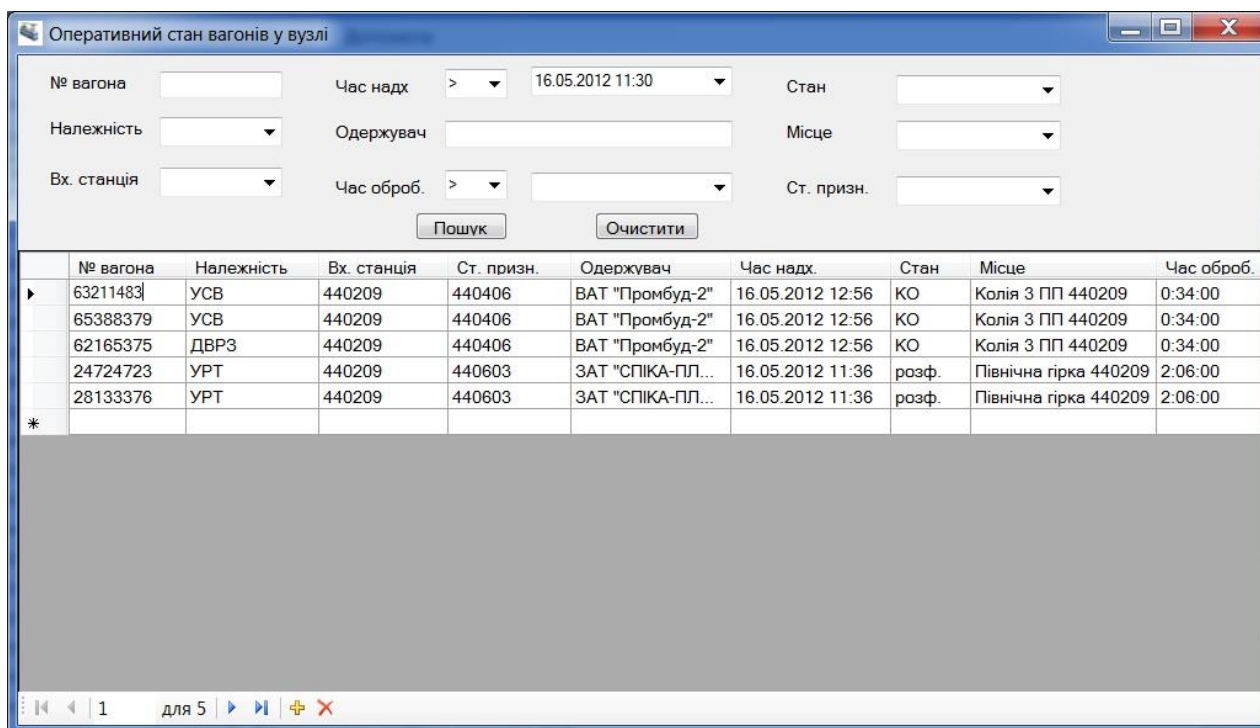 Оперативний стан вагонів у вузлі
№ вагона Час надх > 16.05.2012 11:30 Стан
Належність Одержувач Місце
Вх. станція Час оброб. > Ст. призн.
Пошук Очистити
№ вагона Належність Вх. станція Ст. призн. Одержувач Час надх. Стан Місце Час оброб.
63211483 УСВ 440209 440406 ВАТ "Промбуд-2" 16.05.2012 12:56 КО Колія 3 ПП 440209 0:34:00
65388379 УСВ 440209 440406 ВАТ "Промбуд-2" 16.05.2012 12:56 КО Колія 3 ПП 440209 0:34:00
62165375 ДВРЗ 440209 440406 ВАТ "Промбуд-2" 16.05.2012 12:56 КО Колія 3 ПП 440209 0:34:00
24724723 УРТ 440209 440603 ЗАТ "СПІКА-ПЛ... 16.05.2012 11:36 розф. Північна гірка 440209 2:06:00
28133376 УРТ 440209 440603 ЗАТ "СПІКА-ПЛ... 16.05.2012 11:36 розф. Північна гірка 440209 2:06:00
1 для 5